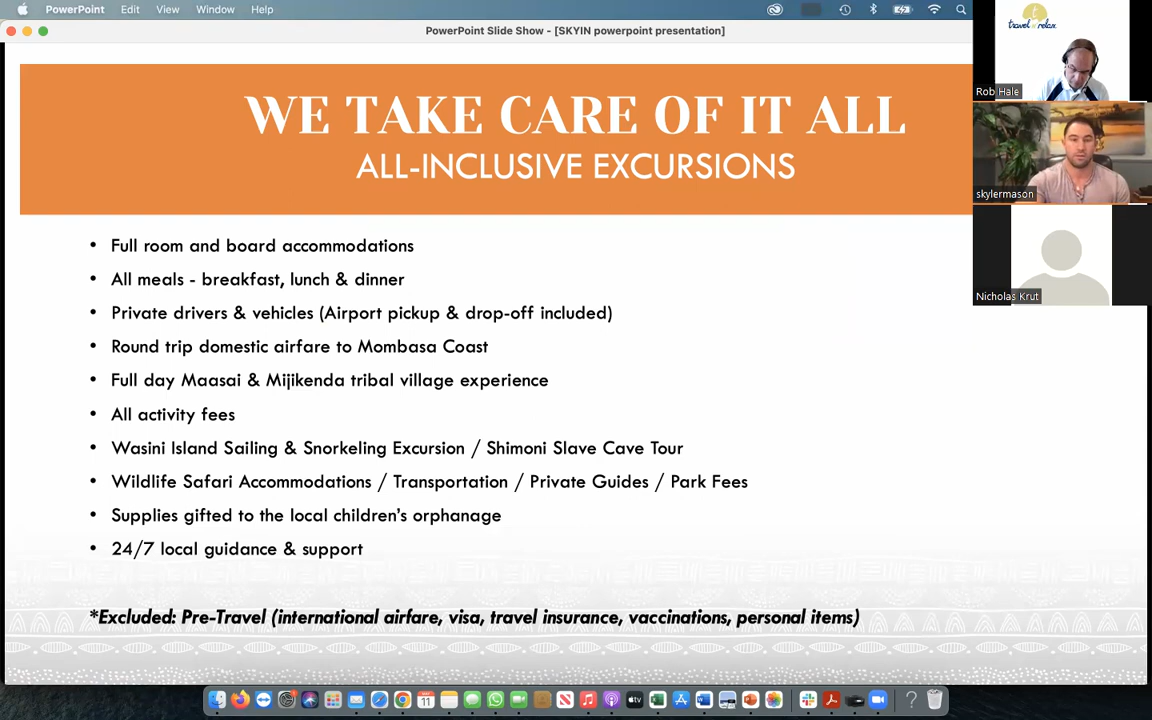 PowerPoint Edit View Window Help
PowerPoint Slide Show - [SKYIN powerpoint presentation]
travel n relax
Rob Hale
skylermason
Nicholas Krut
WE TAKE CARE OF IT ALL
ALL-INCLUSIVE EXCURSIONS
• Full room and board accommodations
• All meals - breakfast, lunch & dinner
• Private drivers & vehicles (Airport pickup & drop-off included)
• Round trip domestic airfare to Mombasa Coast
• Full day Maasai & Mijikenda tribal village experience
• All activity fees
• Wasini Island Sailing & Snorkeling Excursion / Shimoni Slave Cave Tour
• Wildlife Safari Accommodations / Transportation / Private Guides / Park Fees
• Supplies gifted to the local children's orphanage
• 24/7 local guidance & support
*Excluded: Pre-Travel (international airfare, visa, travel insurance, vaccinations, personal items)
11
tv